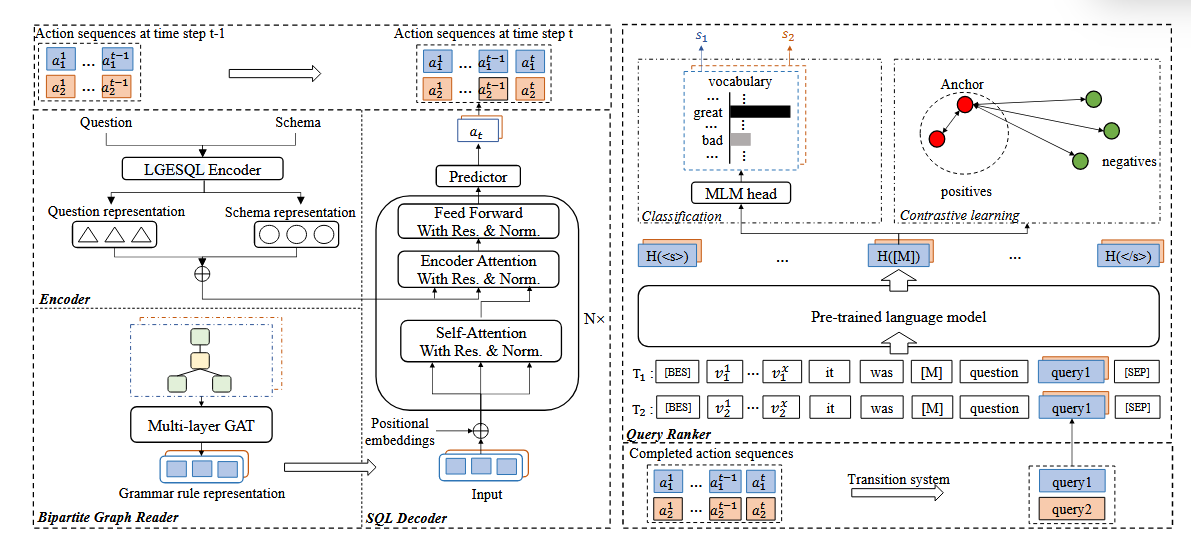 Action sequences at time step t-1
a_1^1 ... a_1^{t-1}
a_2^1 ... a_2^{t-1}
Action sequences at time step t
a_1^1 ... a_1^{t-1} a_1^t
a_2^1 ... a_2^{t-1} a_2^t
Question
Schema
LGESQL Encoder
Question representation
Schema representation
Encoder
Multi-layer GAT
Grammar rule representation
Bipartite Graph Reader
a_t
Predictor
Feed Forward
With Res. & Norm.
Encoder Attention
With Res. & Norm.
Self-Attention
With Res. & Norm.
N×
Positional
embeddings
Input
SQL Decoder
s_1
s_2
vocabulary
...
great
...
bad
...
MLM head
Classification
Anchor
negatives
positives
Contrastive learning
H(<s>) ... H([M]) ... H(</s>)
Pre-trained language model
T_1 : [BES] v_1^1 ... v_1^x it was [M] question query1 [SEP]
T_2 : [BES] v_2^1 ... v_2^x it was [M] question query1 [SEP]
Query Ranker
Completed action sequences
a_1^1 ... a_1^{t-1} a_1^t
a_2^1 ... a_2^{t-1} a_2^t
Transition system
query1
query2